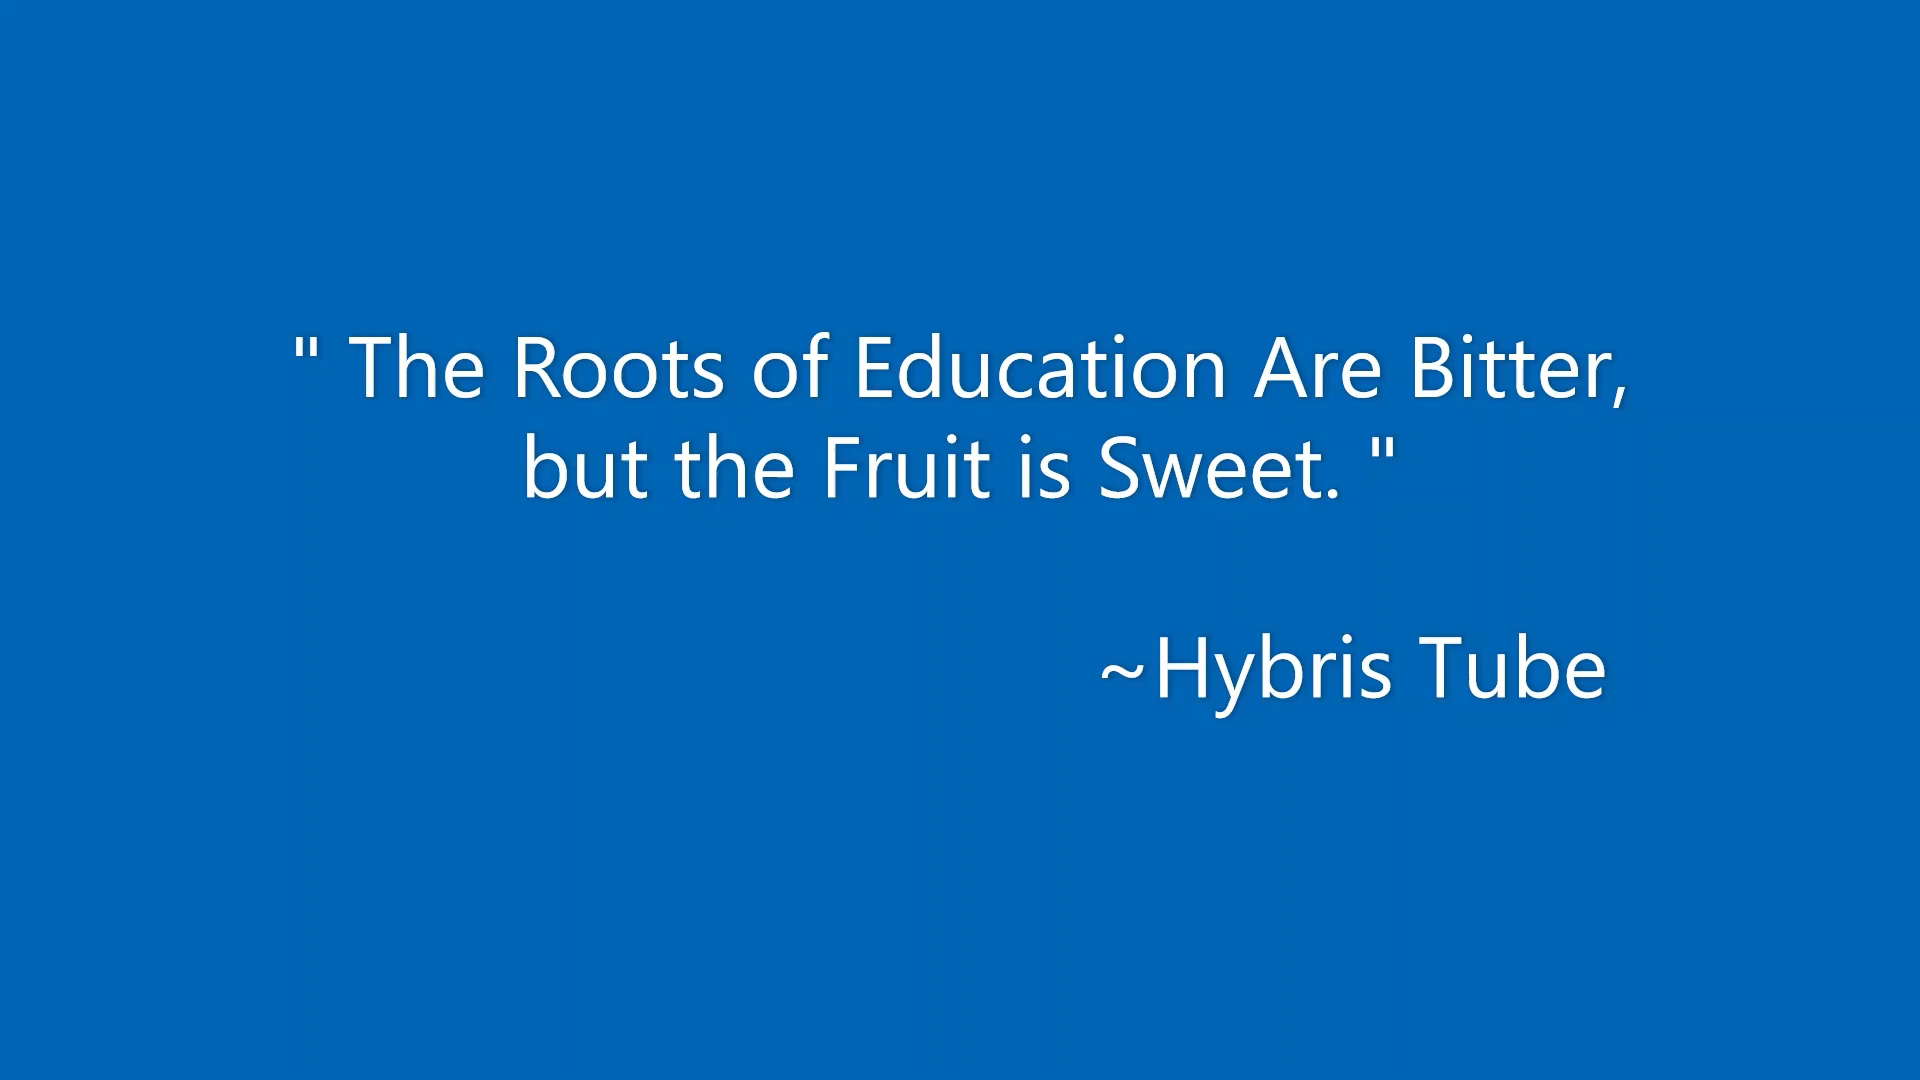 " The Roots of Education Are Bitter,
but the Fruit is Sweet. "
~Hybris Tube